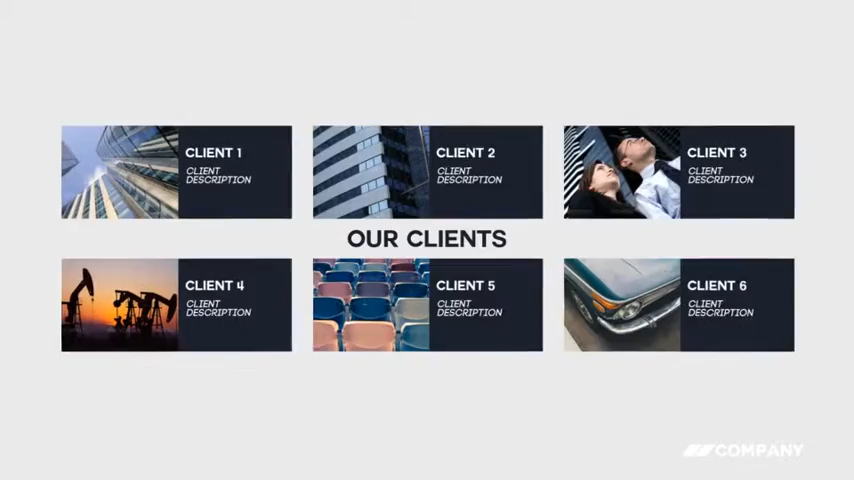 CLIENT 1
CLIENT
DESCRIPTION
CLIENT 2
CLIENT
DESCRIPTION
CLIENT 3
CLIENT
DESCRIPTION
OUR CLIENTS
CLIENT 4
CLIENT
DESCRIPTION
CLIENT 5
CLIENT
DESCRIPTION
CLIENT 6
CLIENT
DESCRIPTION
COMPANY